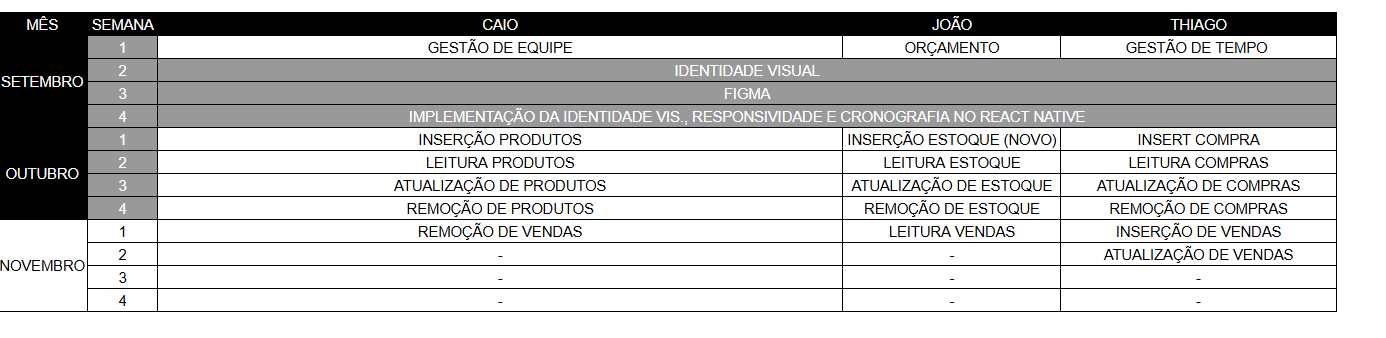 MÊS SEMANA CAIO JOÃO THIAGO
1 GESTÃO DE EQUIPE ORÇAMENTO GESTÃO DE TEMPO
SETEMBRO
2 IDENTIDADE VISUAL
3 FIGMA
4 IMPLEMENTAÇÃO DA IDENTIDADE VIS., RESPONSIVIDADE E CRONOGRAFIA NO REACT NATIVE
1 INSERÇÃO PRODUTOS INSERÇÃO ESTOQUE (NOVO) INSERT COMPRA
OUTUBRO
2 LEITURA PRODUTOS LEITURA ESTOQUE LEITURA COMPRAS
3 ATUALIZAÇÃO DE PRODUTOS ATUALIZAÇÃO DE ESTOQUE ATUALIZAÇÃO DE COMPRAS
4 REMOÇÃO DE PRODUTOS REMOÇÃO DE ESTOQUE REMOÇÃO DE COMPRAS
1 REMOÇÃO DE VENDAS LEITURA VENDAS INSERÇÃO DE VENDAS
NOVEMBRO
2 - - ATUALIZAÇÃO DE VENDAS
3 - - -
4 - - -